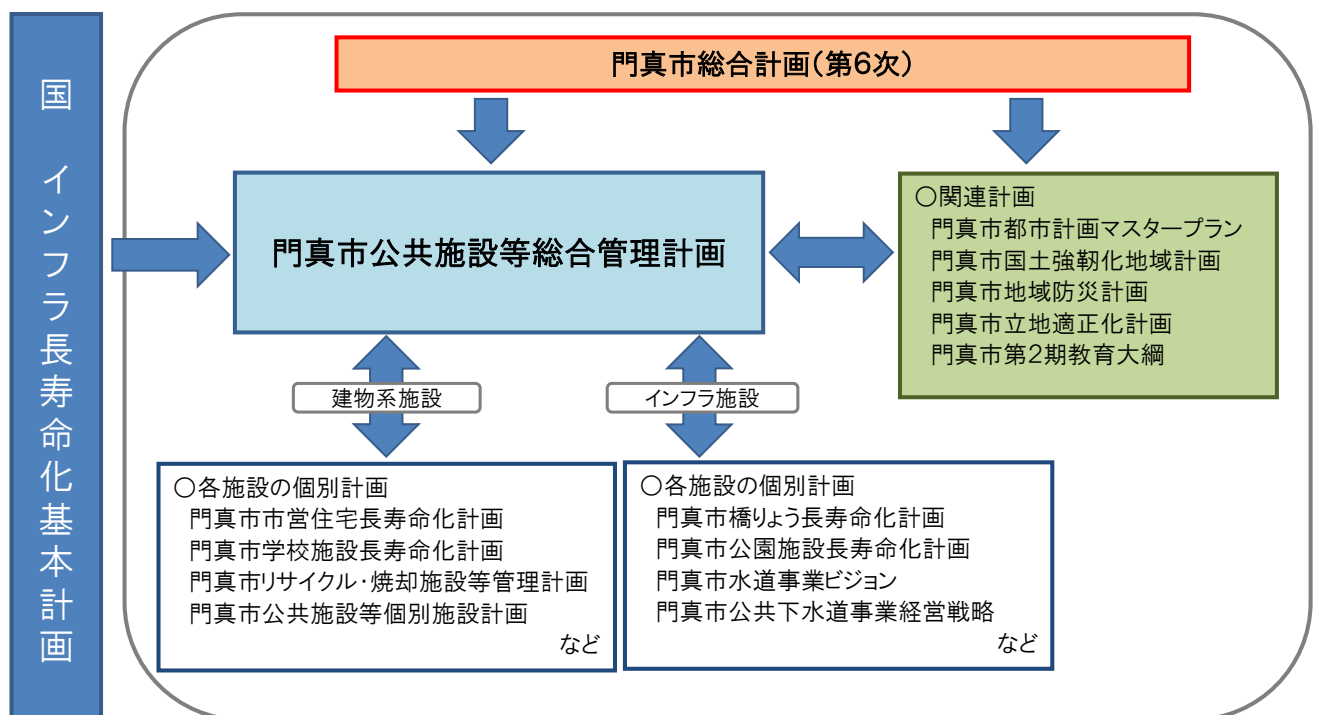 国 インフラ長寿命化基本計画
門真市総合計画(第6次)
門真市公共施設等総合管理計画
○関連計画
門真市都市計画マスタープラン
門真市国土強靭化地域計画
門真市地域防災計画
門真市立地適正化計画
門真市第2期教育大綱
建物系施設
インフラ施設
○各施設の個別計画
門真市市営住宅長寿命化計画
門真市学校施設長寿命化計画
門真市リサイクル・焼却施設等管理計画
門真市公共施設等個別施設計画
など
○各施設の個別計画
門真市橋りょう長寿命化計画
門真市公園施設長寿命化計画
門真市水道事業ビジョン
門真市公共下水道事業経営戦略
など